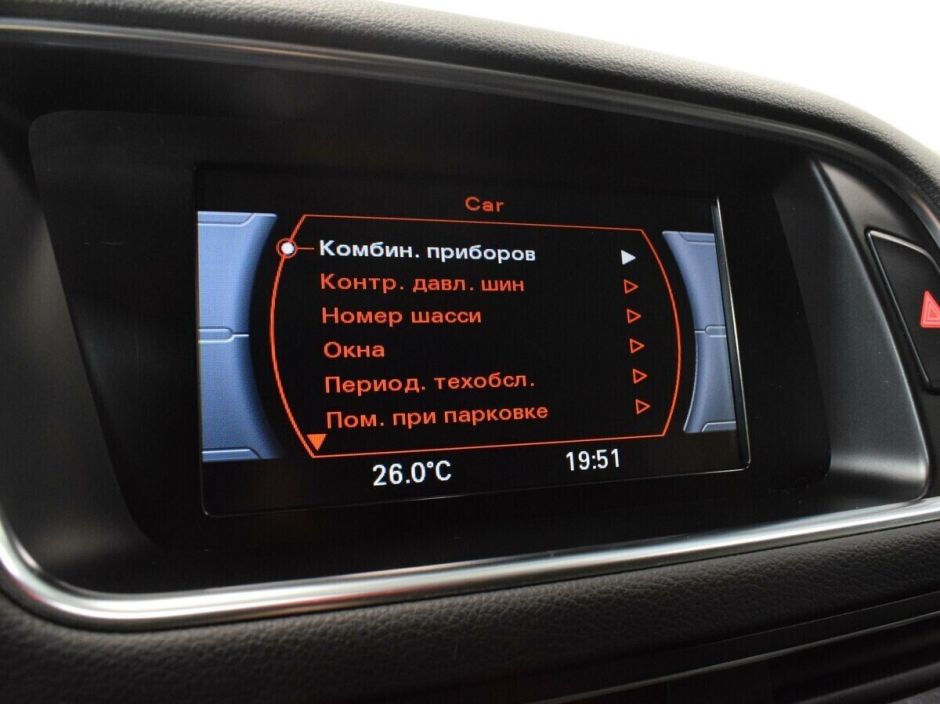 Car
Комбин. приборов
Контр. давл. шин
Номер шасси
Окна
Период. техобсл.
Пом. при парковке
26.0°C
19:51